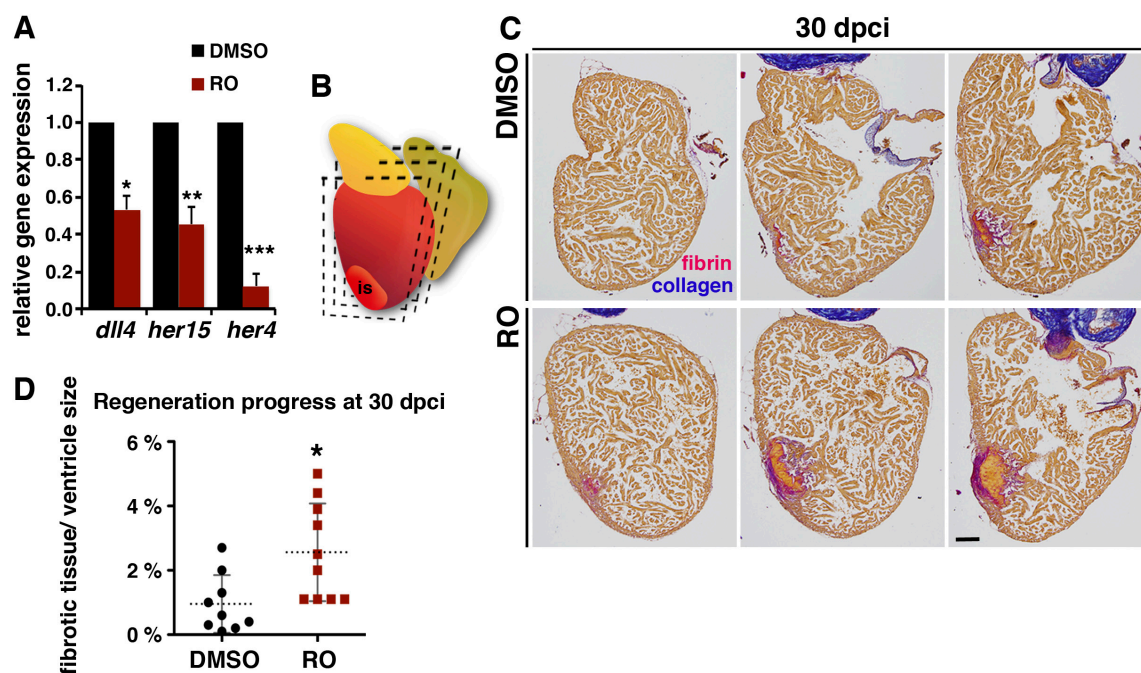 A
DMSO
RO
relative gene expression
1.2
1.0
0.8
0.6
0.4
0.2
0.0
*
**
***
dll4 her15 her4
B
is
C
30 dpci
DMSO
fibrin
collagen
RO
D
Regeneration progress at 30 dpci
fibrotic tissue/ ventricle size
6 %
4 %
2 %
0 %
*
DMSO RO